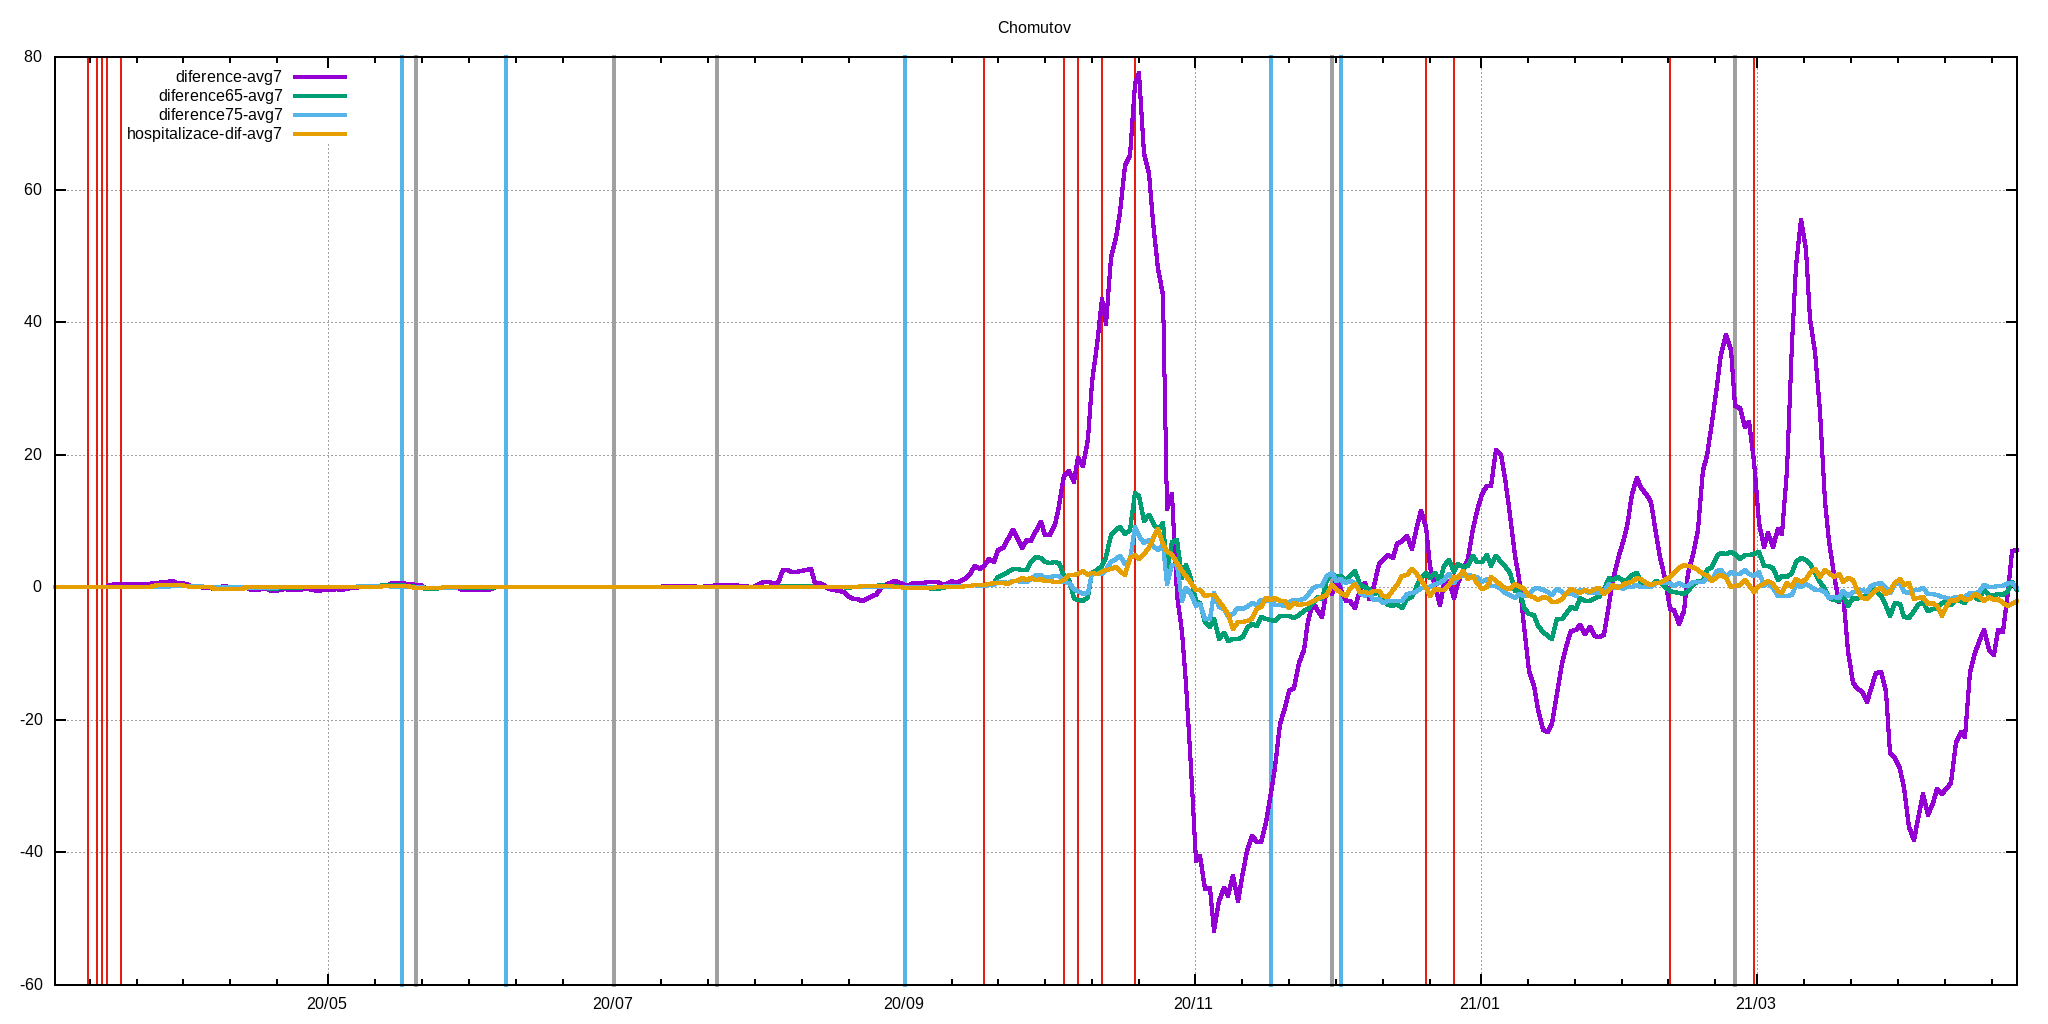 Chomutov
diference-avg7
diference65-avg7
diference75-avg7
hospitalizace-dif-avg7
80
60
40
20
0
-20
-40
-60
20/05 20/07 20/09 20/11 21/01 21/03